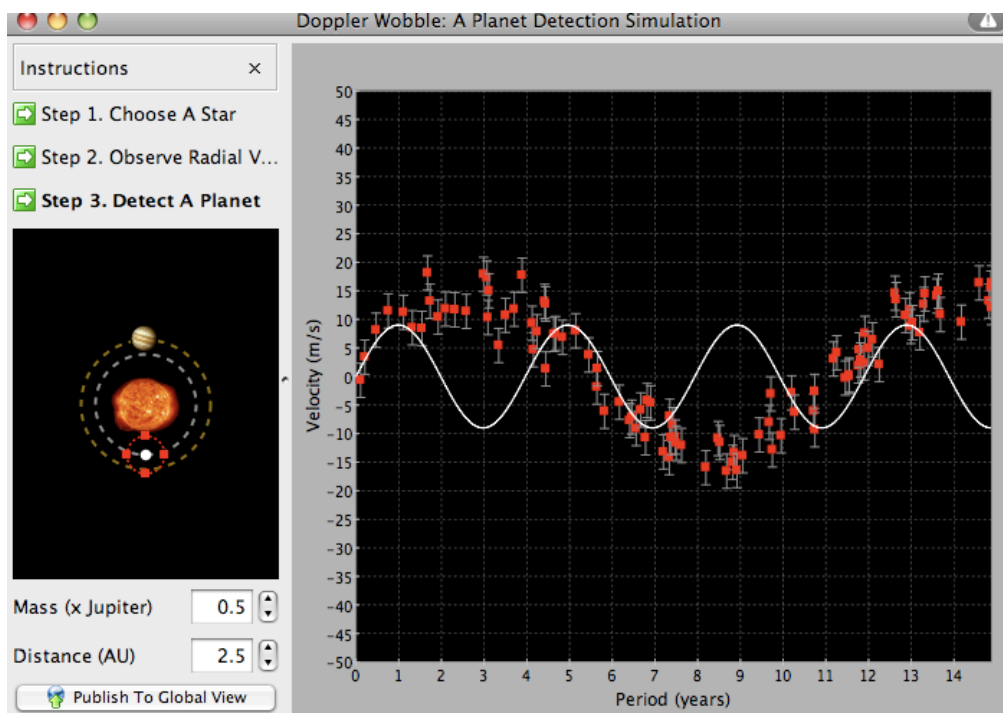 Doppler Wobble: A Planet Detection Simulation
Instructions ×
Step 1. Choose A Star
Step 2. Observe Radial V...
Step 3. Detect A Planet
Mass (x Jupiter) 0.5
Distance (AU) 2.5
Publish To Global View
Velocity (m/s)
50
45
40
35
30
25
20
15
10
5
0
-5
-10
-15
-20
-25
-30
-35
-40
-45
-50
0 1 2 3 4 5 6 7 8 9 10 11 12 13 14
Period (years)